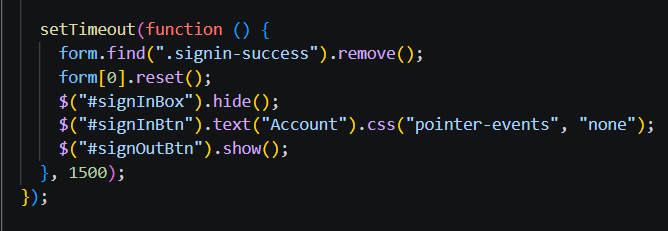 setTimeout(function () {
form.find(".signin-success").remove();
form[0].reset();
$("#signInBox").hide();
$("#signInBtn").text("Account").css("pointer-events", "none");
$("#signOutBtn").show();
}, 1500);
});